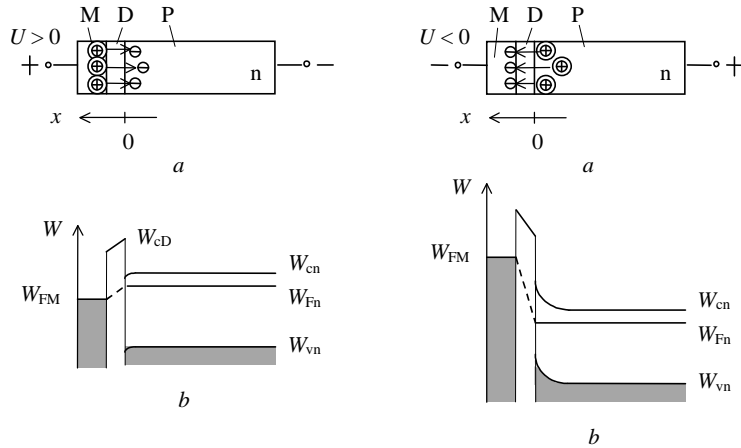 M D P
U > 0
+ n −
x
0
a
W
W_cD
W_FM
W_cn
W_Fn
W_vn
b
M D P
U < 0
− n +
x
0
a
W
W_FM
W_cn
W_Fn
W_vn
b